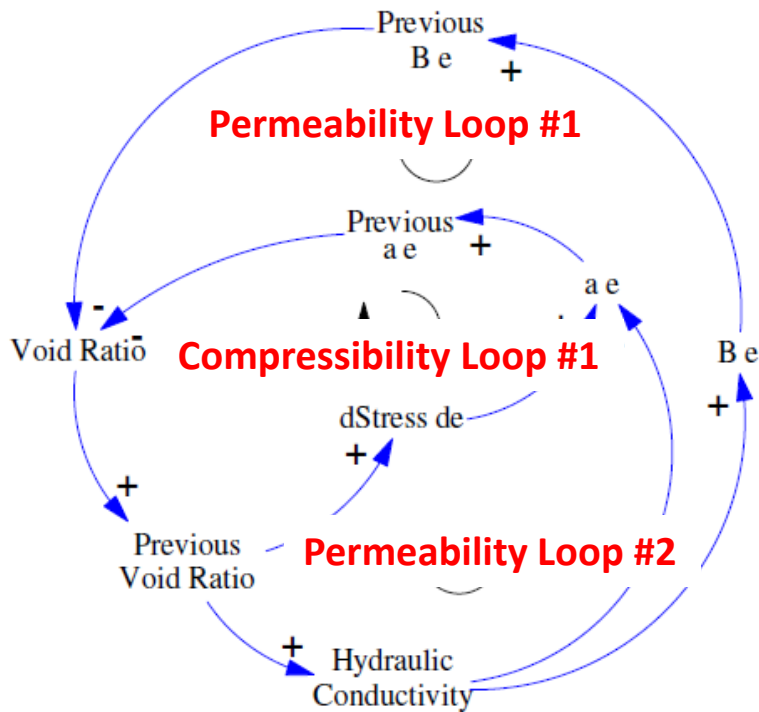 Previous
B e
+
Permeability Loop #1
Previous
a e
+
a e
-
-
Void Ratio
Compressibility Loop #1
B e
+
dStress de
+
+
Previous
Void Ratio
Permeability Loop #2
+
Hydraulic
Conductivity